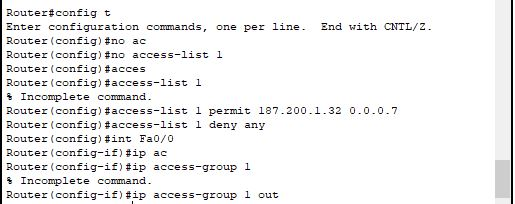 Router#config t
Enter configuration commands, one per line.  End with CNTL/Z.
Router(config)#no ac
Router(config)#no access-list 1
Router(config)#acces
Router(config)#access-list 1
% Incomplete command.
Router(config)#access-list 1 permit 187.200.1.32 0.0.0.7
Router(config)#access-list 1 deny any
Router(config)#int Fa0/0
Router(config-if)#ip ac
Router(config-if)#ip access-group 1
% Incomplete command.
Router(config-if)#ip access-group 1 out